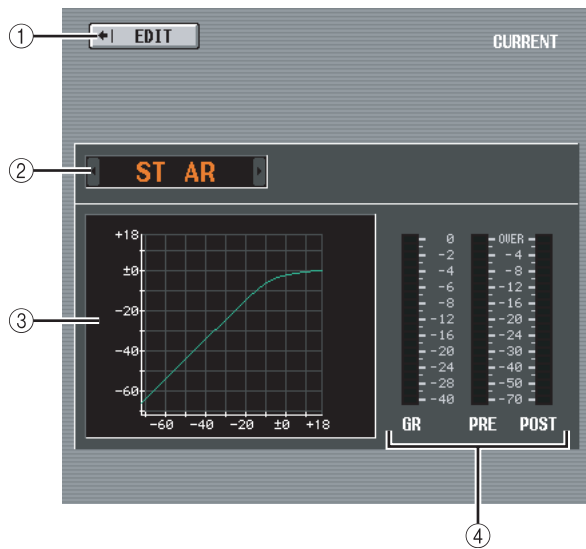 ① EDIT
CURRENT
② ST AR
③
+18
±0
-20
-40
-60
-60 -40 -20 ±0 +18
0 OVER
-2 -4
-4 -8
-6 -12
-8 -16
-12 -20
-16 -24
-20 -30
-24 -40
-28 -50
-40 -70
GR PRE POST
④